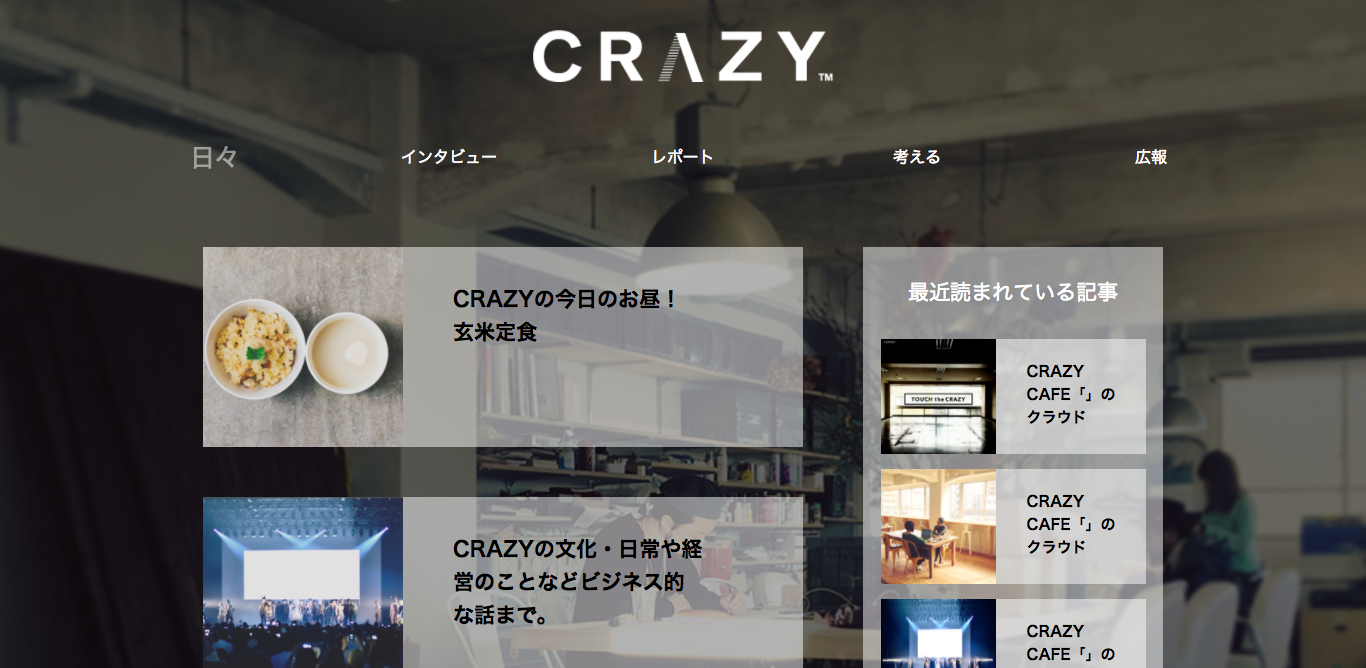 CRAZY™
日々
インタビュー
レポート
考える
広報
CRAZYの今日のお昼！
玄米定食
CRAZYの文化・日常や経
営のことなどビジネス的
な話まで。
最近読まれている記事
TOUCH the CRAZY
CRAZY
CAFE「」の
クラウド
CRAZY
CAFE「」の
クラウド
CRAZY
CAFE「」の